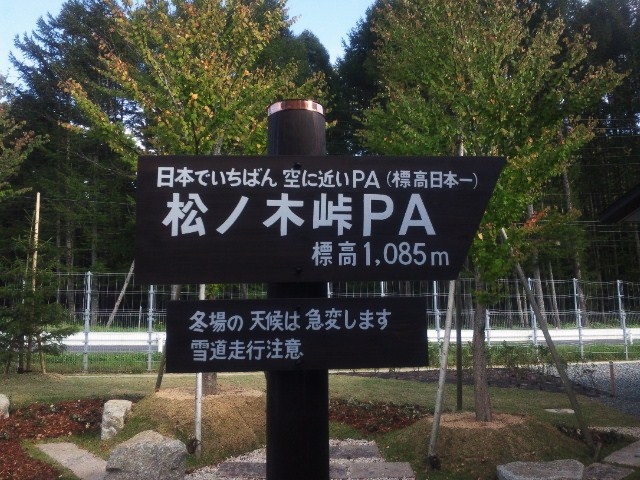 日本でいちばん 空に近いPA（標高日本一）
松ノ木峠PA
標高1,085m
冬場の 天候は 急変します
雪道走行注意